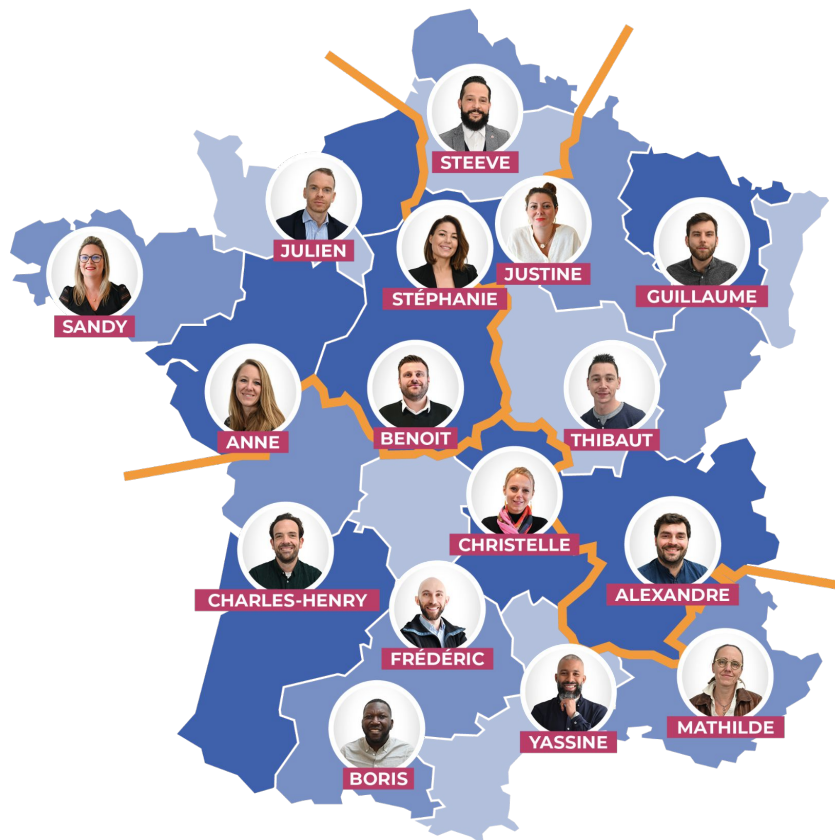 STEEVE
JULIEN
JUSTINE
STÉPHANIE
GUILLAUME
SANDY
ANNE
BENOIT
THIBAUT
CHRISTELLE
CHARLES-HENRY
ALEXANDRE
FRÉDÉRIC
MATHILDE
YASSINE
BORIS